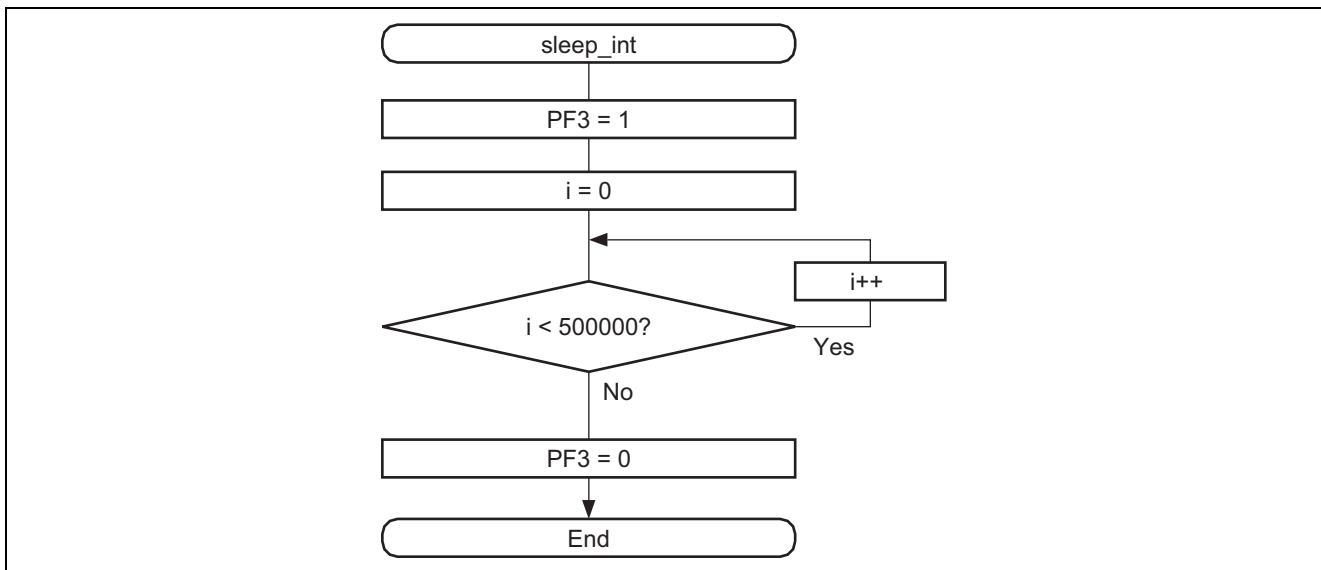 sleep_int
PF3 = 1
i = 0
i++
i < 500000?
Yes
No
PF3 = 0
End